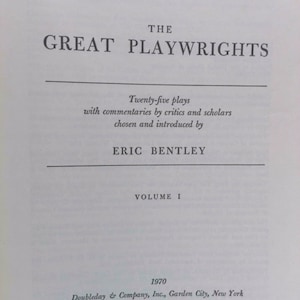 THE
GREAT PLAYWRIGHTS
Twenty-five plays
with commentaries by critics and scholars
chosen and introduced by
ERIC BENTLEY
VOLUME I
1970
Doubleday & Company, Inc., Garden City, New York